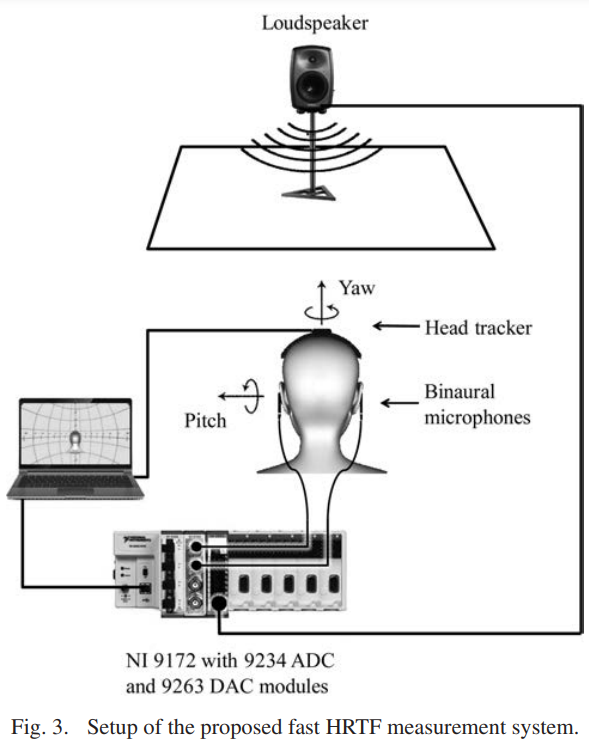 Loudspeaker
Yaw
Head tracker
Pitch
Binaural
microphones
NI 9172 with 9234 ADC
and 9263 DAC modules
Fig. 3. Setup of the proposed fast HRTF measurement system.